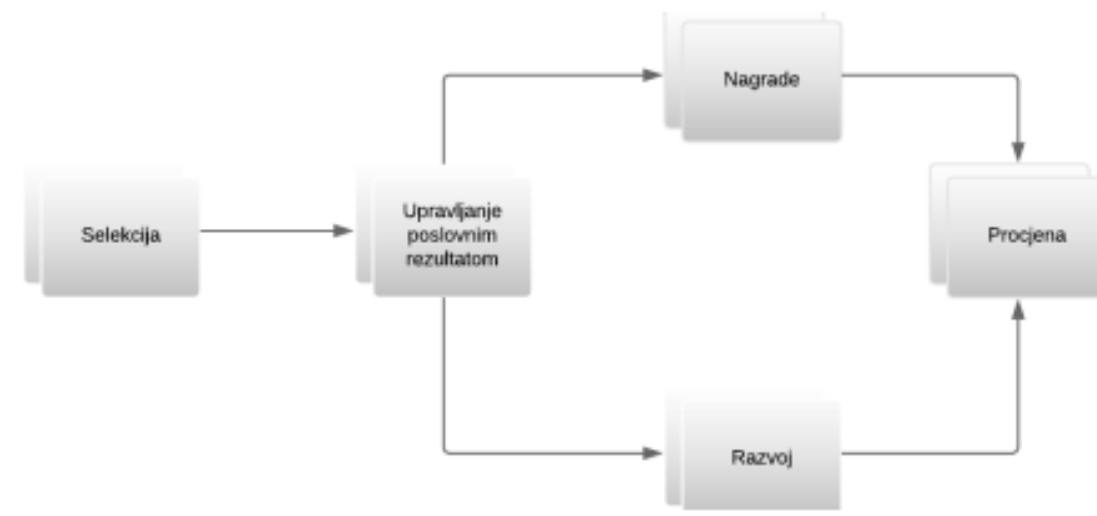 Nagrade
Selekcija
Upravljanje
poslovnim
rezultatom
Procjena
Razvoj